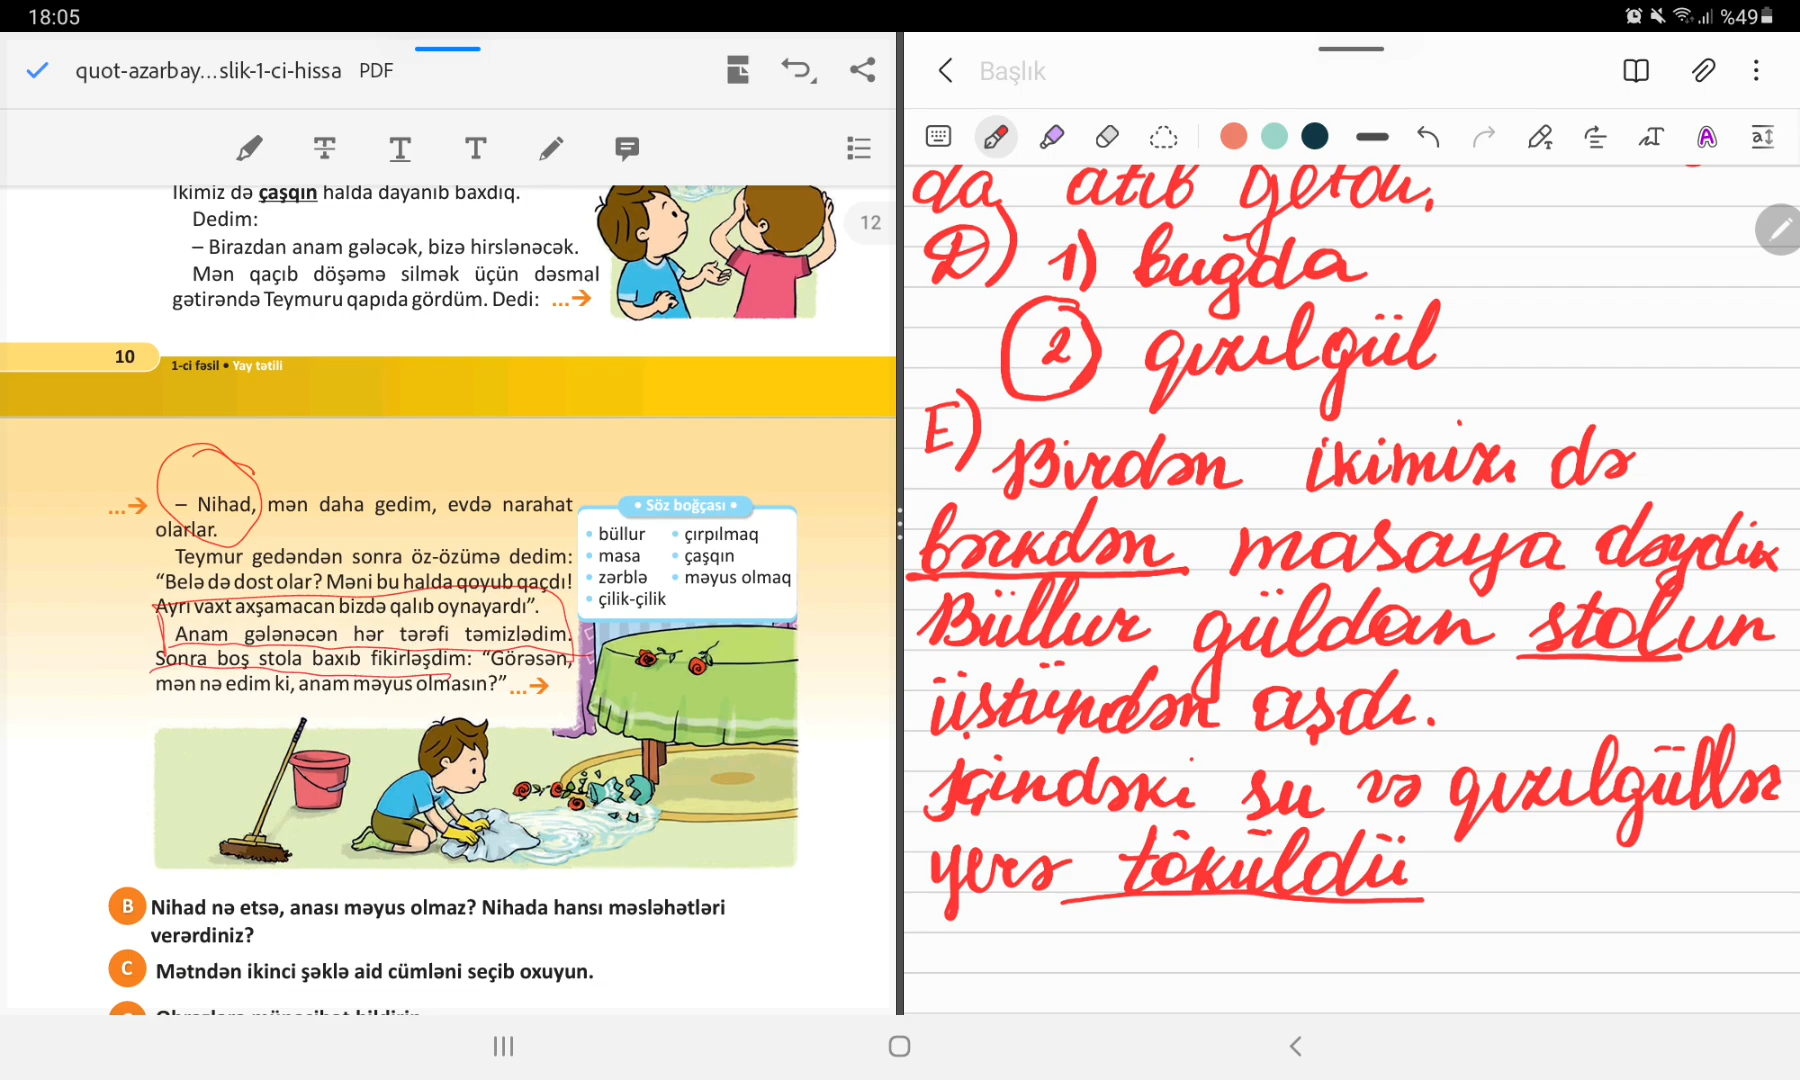 18:05
%49
quot-azarbay...slik-1-ci-hissa PDF
Ikimiz də çaşqın halda dayanıb baxdıq.
Dedim:
– Birazdan anam gələcək, bizə hirslənəcək.
Mən qaçıb döşəmə silmək üçün dəsmal
gətirəndə Teymuru qapıda gördüm. Dedi: ...→
12
10
1-ci fəsil • Yay tətili
...→ – Nihad, mən daha gedim, evdə narahat
olarlar.
Teymur gedəndən sonra öz-özümə dedim:
“Belə də dost olar? Məni bu halda qoyub qaçdı!
Ayrı vaxt axşamacan bizdə qalıb oynayardı”.
Anam gələnəcən hər tərəfi təmizlədim.
Sonra boş stola baxıb fikirləşdim: “Görəsən,
mən nə edim ki, anam məyus olmasın?” ...→
• Söz boğçası •
• büllur • çırpılmaq
• masa • çaşqın
• zərblə • məyus olmaq
• çilik-çilik
B Nihad nə etsə, anası məyus olmaz? Nihada hansı məsləhətləri
verərdiniz?
C Mətndən ikinci şəklə aid cümləni seçib oxuyun.
Başlık
da atıb getdi.
D) 1) buğda
2 qızılgül
E) Birdən ikimizi də
bərkdən masaya dəydik
Büllur güldan stolun
üstündən aşdı.
içindəki su və qızılgüllər
yerə töküldü